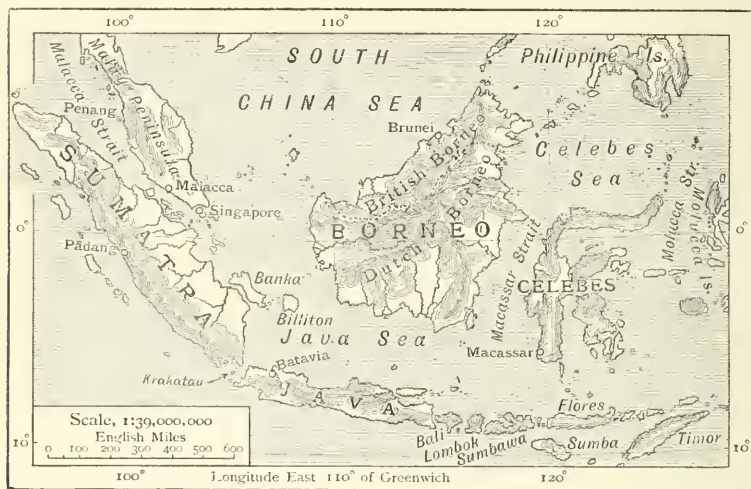 100°
110°
120°
SOUTH
CHINA SEA
Philippine Is.
Malay Peninsula
Malacca Strait
Penang
Brunei
British Borneo
Celebes
Sea
SUMATRA
Malacca
Singapore
Molucca Str.
Molucca Is.
0°
BORNEO
0°
Dutch Borneo
Padang
Macassar Strait
Banka
CELEBES
Billiton
Java Sea
Macassar
Batavia
Krakatau
JAVA
Flores
Bali
Lombok
Sumbawa
Sumba
Timor
10°
10°
Scale, 1:39,000,000
English Miles
0 100 200 300 400 500 600
100°
Longitude East 110° of Greenwich
120°